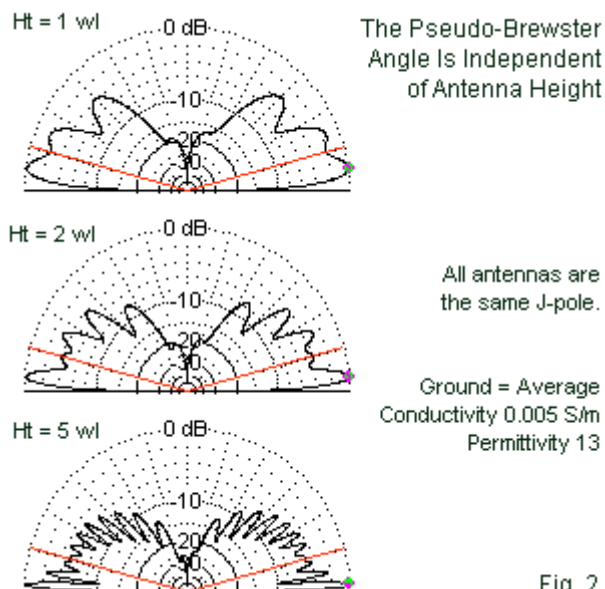 Ht = 1 wl
0 dB
-10
-20
-30
The Pseudo-Brewster
Angle Is Independent
of Antenna Height
Ht = 2 wl
0 dB
-10
-20
-30
All antennas are
the same J-pole.
Ground = Average
Conductivity 0.005 S/m
Permittivity 13
Ht = 5 wl
0 dB
-10
-20
-30
Fig. 2